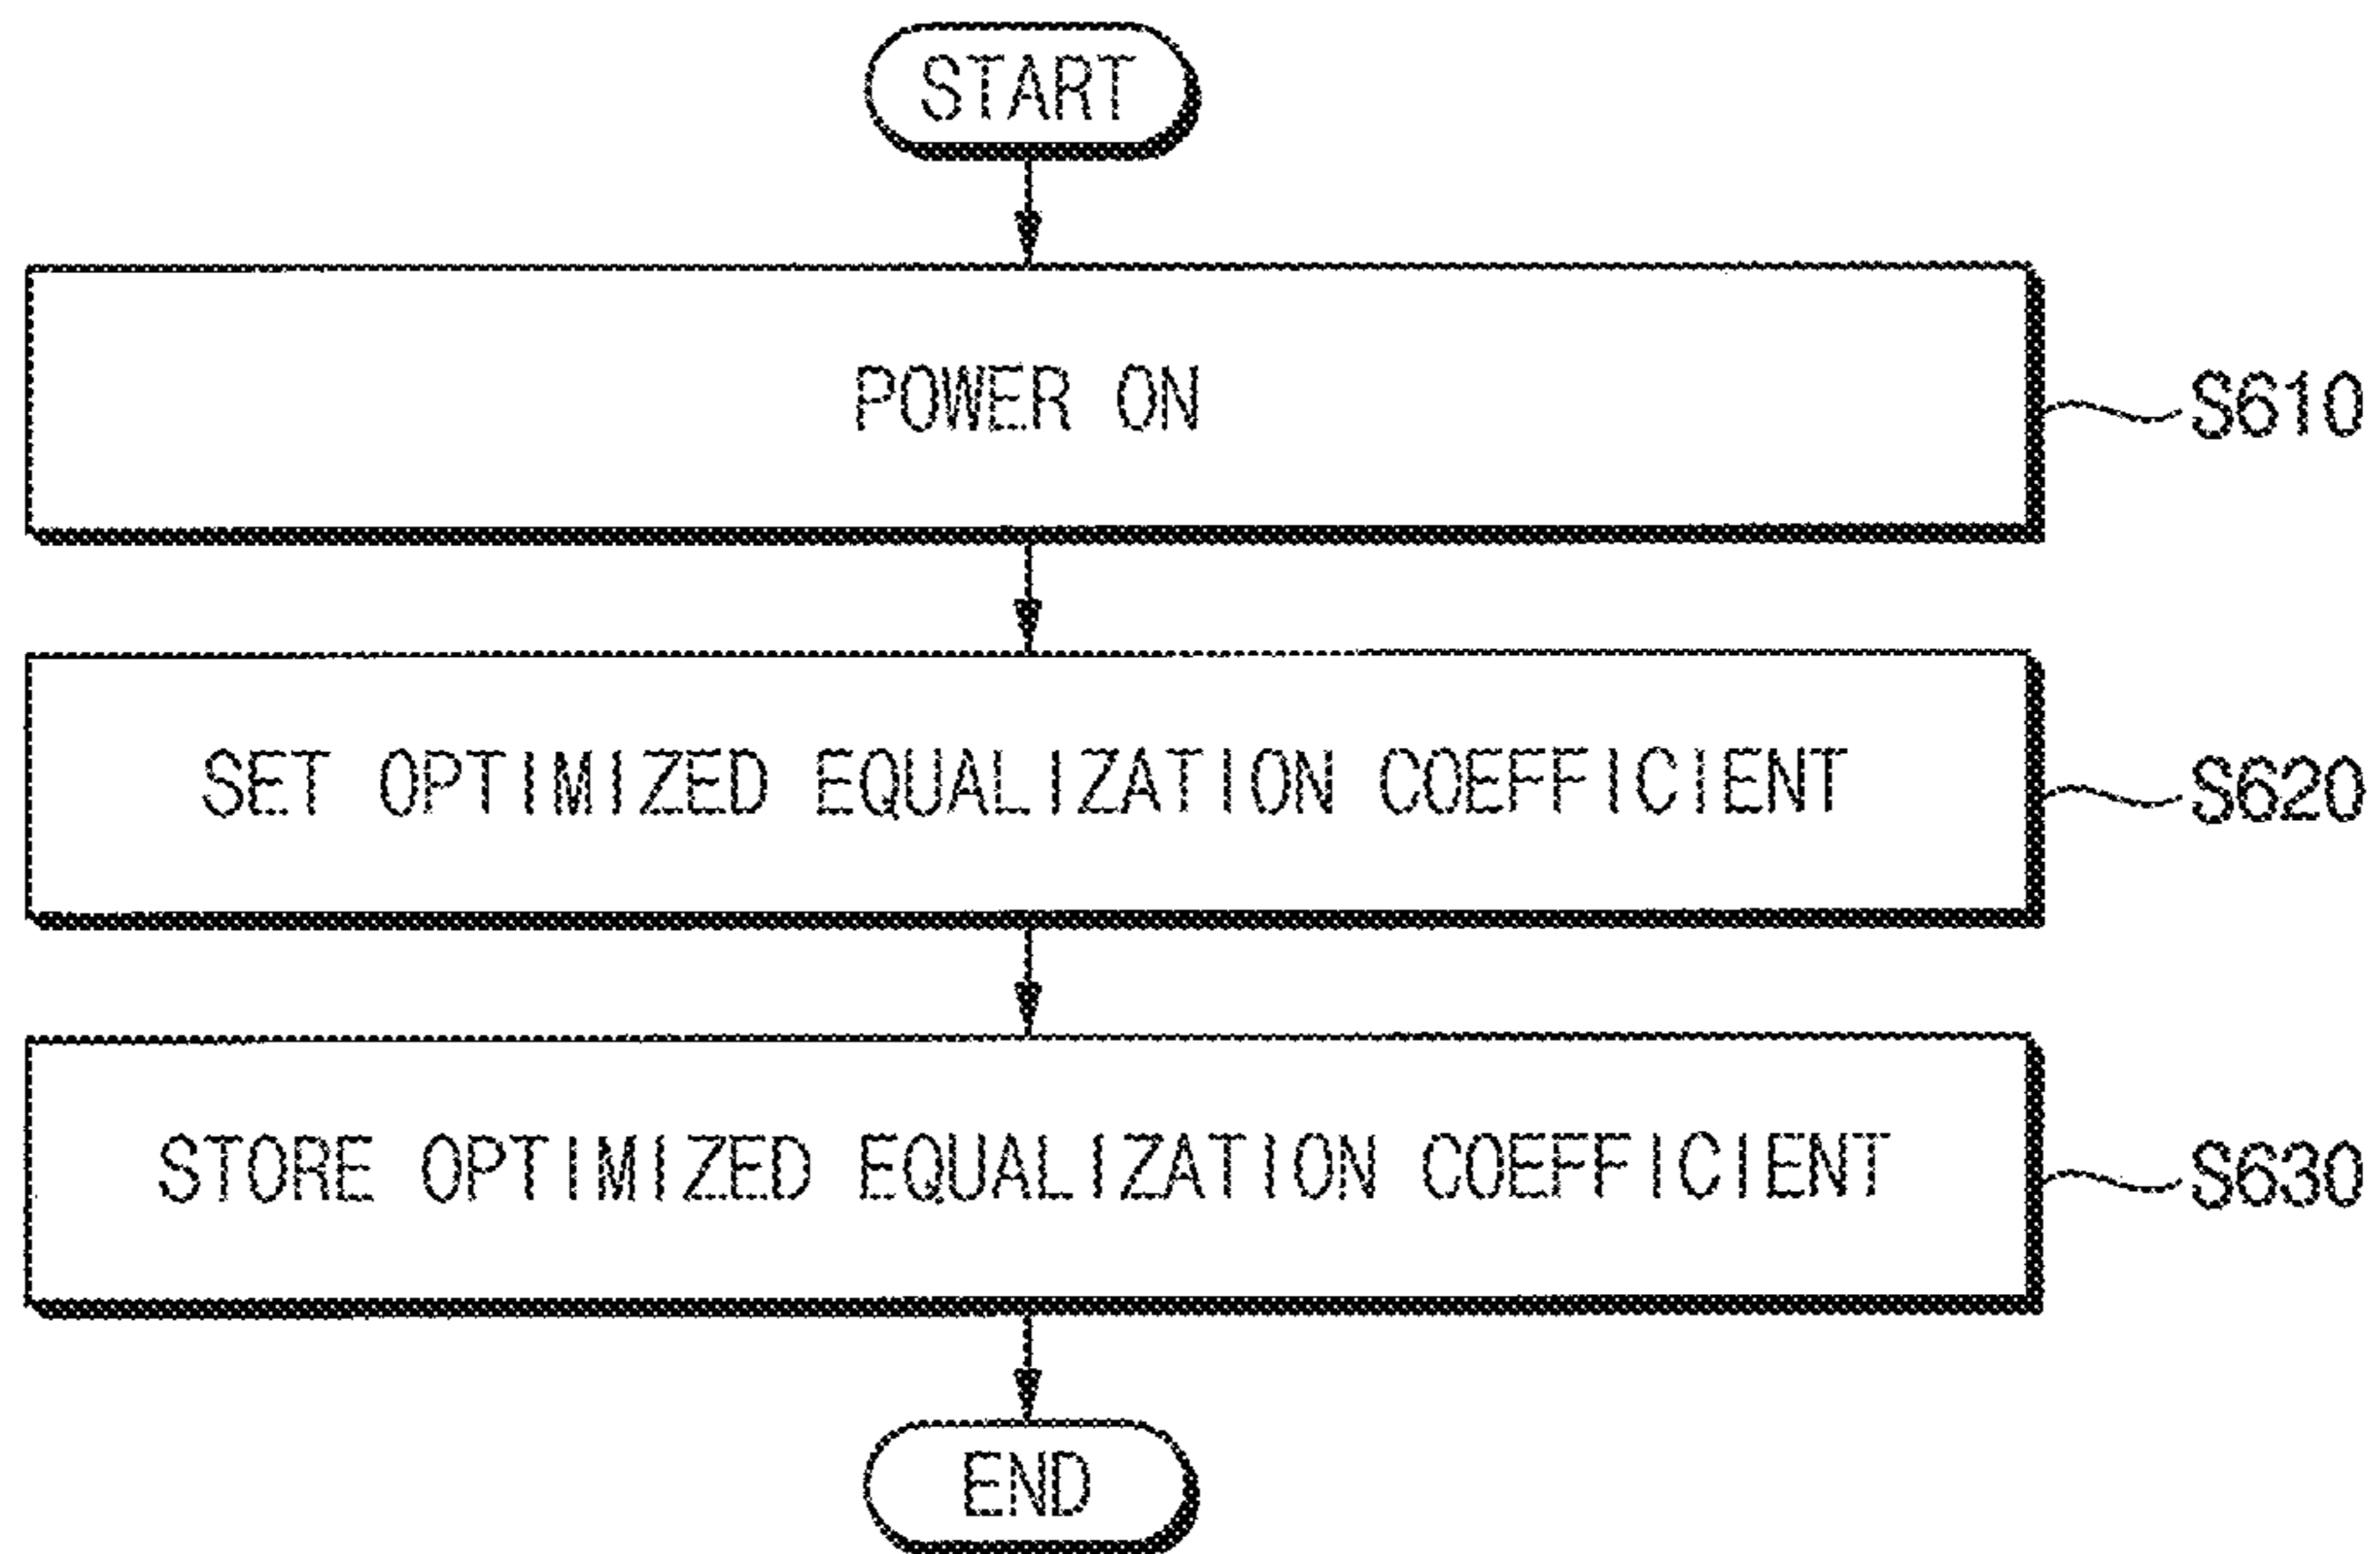 START
POWER ON
S610
SET OPTIMIZED EQUALIZATION COEFFICIENT
S620
STORE OPTIMIZED EQUALIZATION COEFFICIENT
S630
END